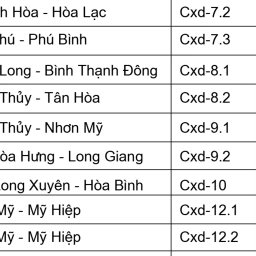 h Hòa - Hòa Lạc Cxd-7.2
hú - Phú Bình Cxd-7.3
Long - Bình Thạnh Đông Cxd-8.1
Thủy - Tân Hòa Cxd-8.2
Thủy - Nhơn Mỹ Cxd-9.1
òa Hưng - Long Giang Cxd-9.2
Long Xuyên - Hòa Bình Cxd-10
Mỹ - Mỹ Hiệp Cxd-12.1
Mỹ - Mỹ Hiệp Cxd-12.2